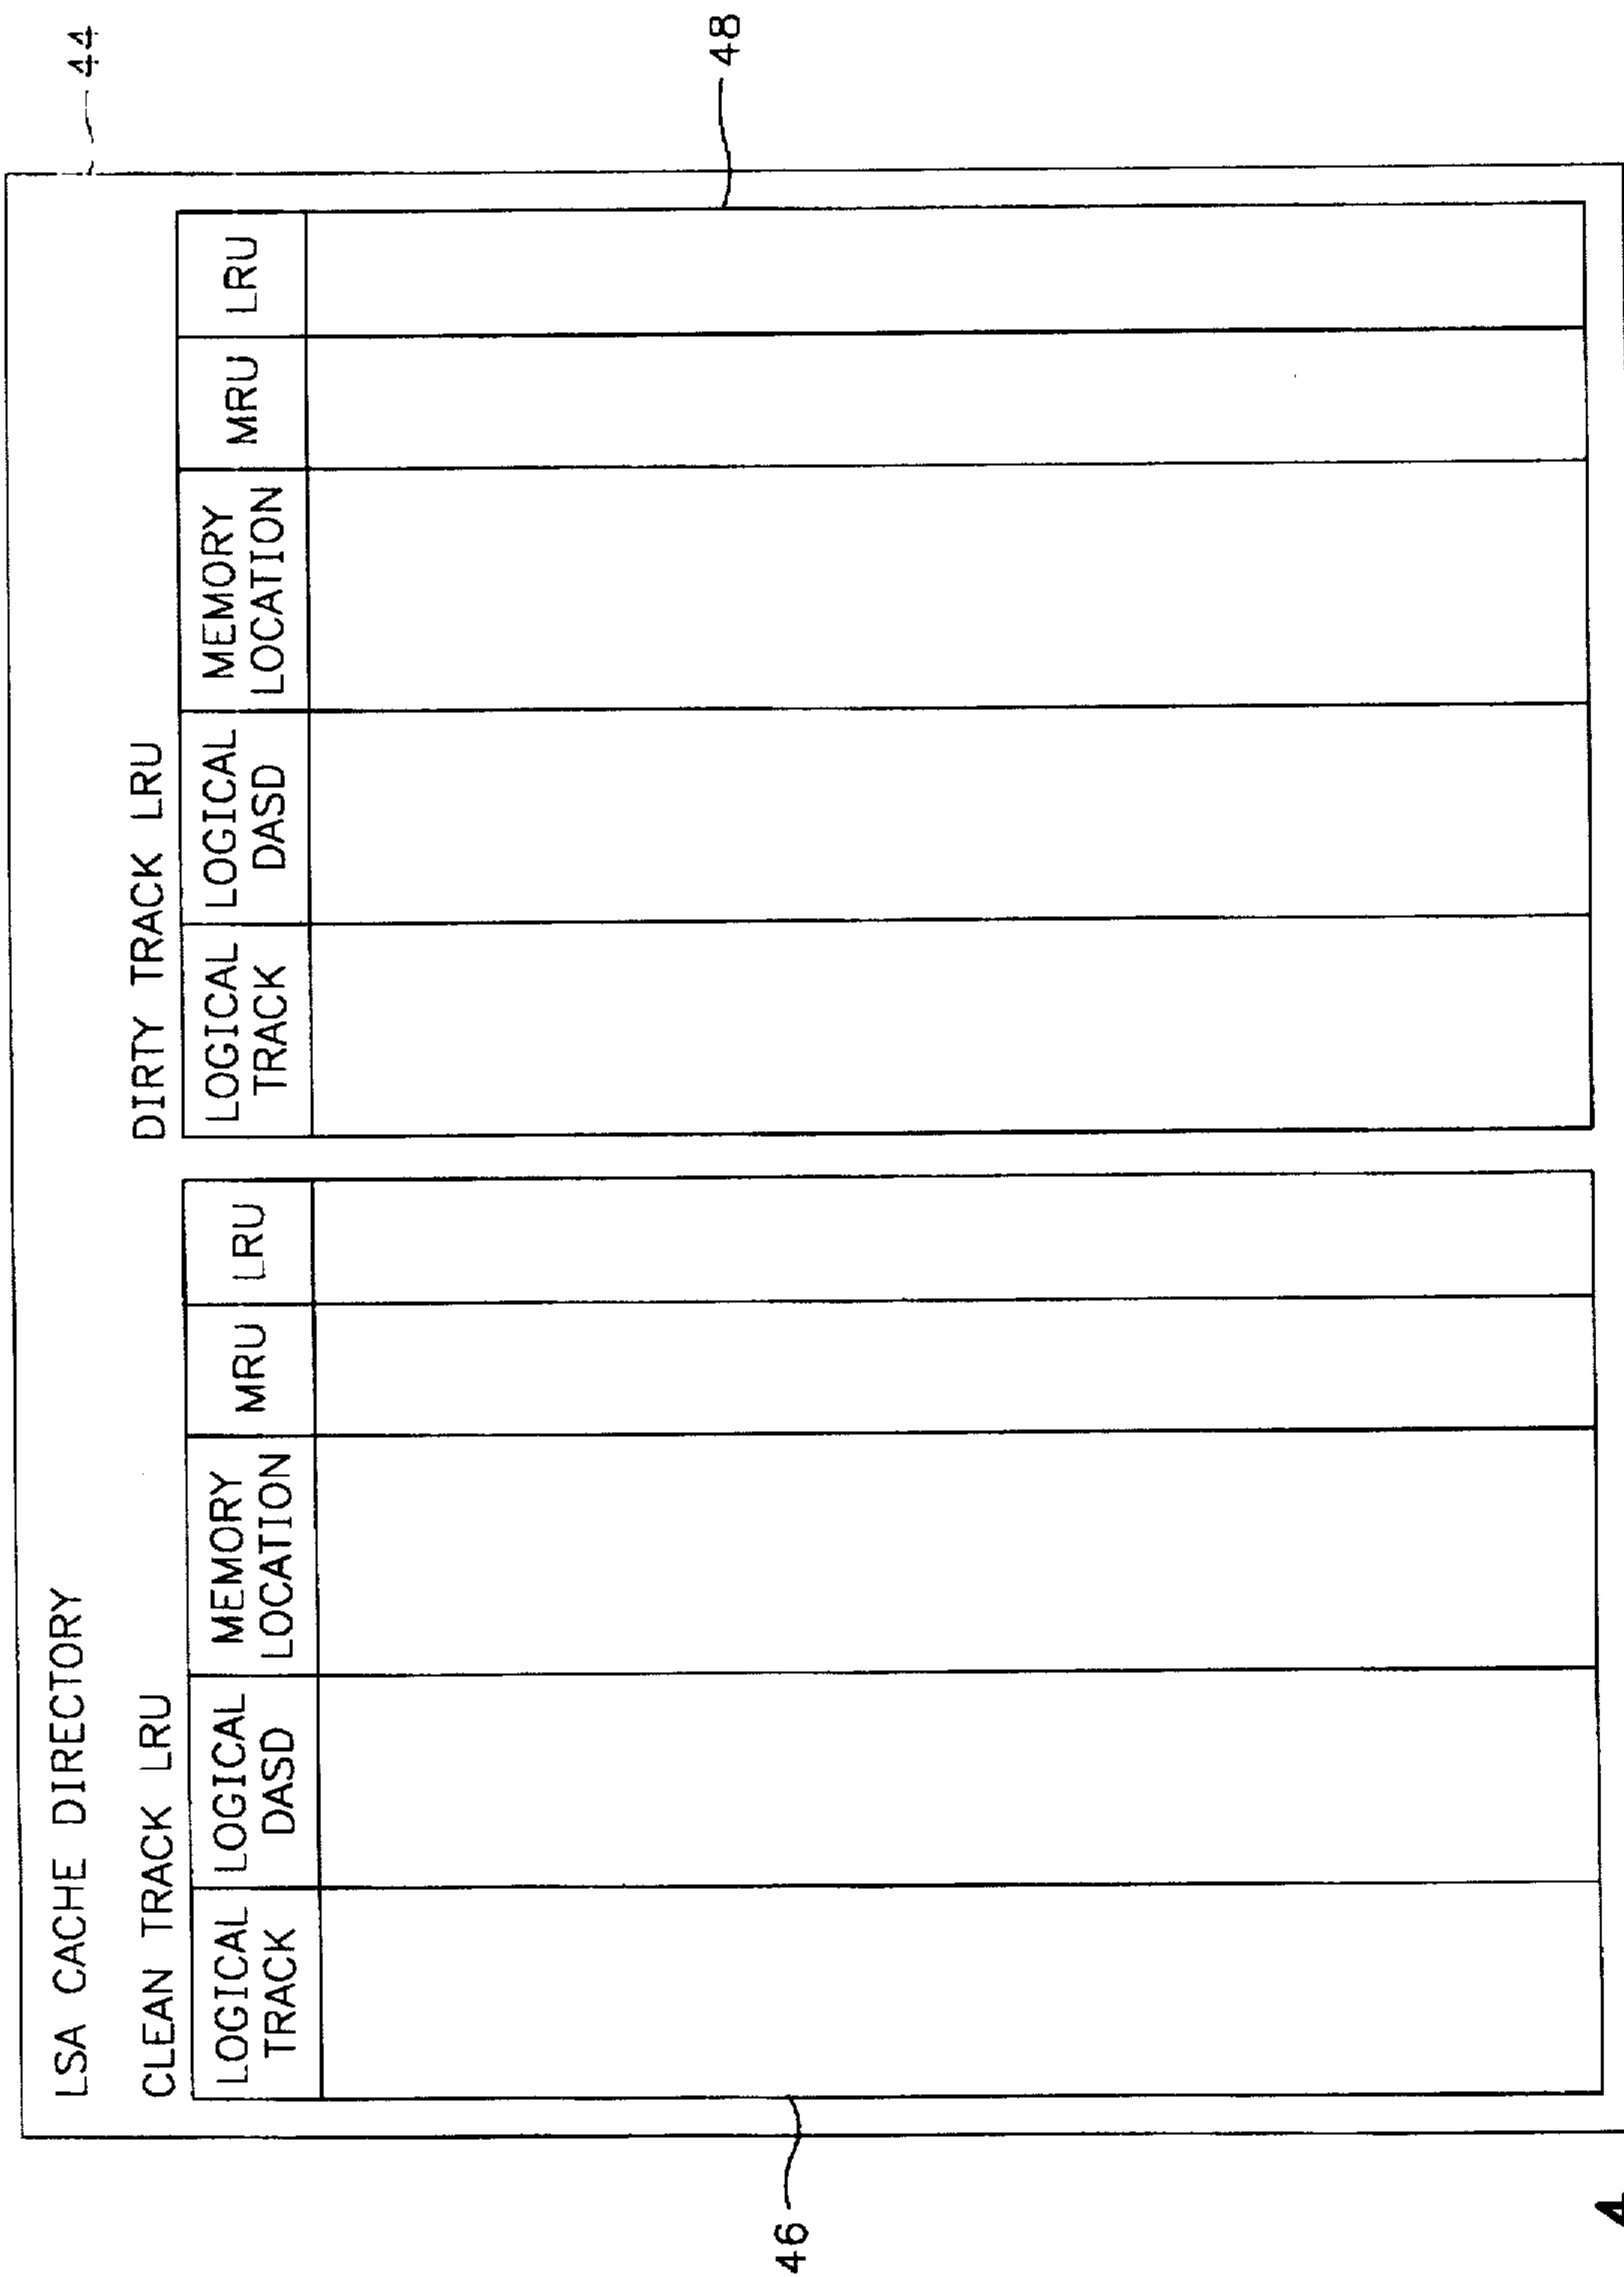 44
LSA CACHE DIRECTORY
CLEAN TRACK LRU
LOGICAL TRACK
LOGICAL DASD
MEMORY LOCATION
MRU
LRU
46
DIRTY TRACK LRU
LOGICAL TRACK
LOGICAL DASD
MEMORY LOCATION
MRU
LRU
48